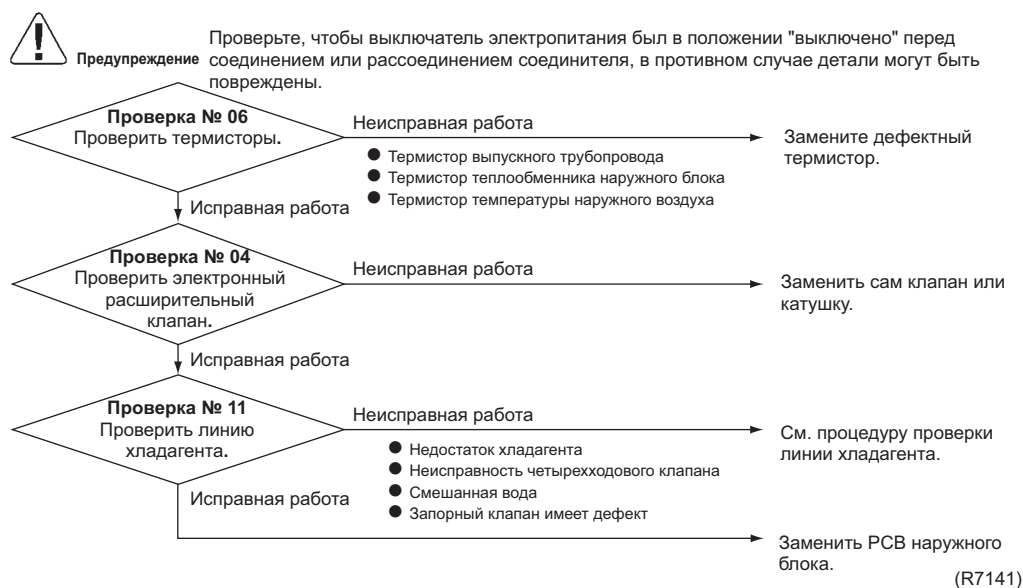 Предупреждение
Проверьте, чтобы выключатель электропитания был в положении "выключено" перед
соединением или рассоединением соединителя, в противном случае детали могут быть
повреждены.
Проверка № 06
Проверить термисторы.
Неисправная работа
Термистор выпускного трубопровода
Термистор теплообменника наружного блока
Термистор температуры наружного воздуха
Замените дефектный
термистор.
Исправная работа
Проверка № 04
Проверить электронный
расширительный
клапан.
Неисправная работа
Заменить сам клапан или
катушку.
Исправная работа
Проверка № 11
Проверить линию
хладагента.
Неисправная работа
Недостаток хладагента
Неисправность четырехходового клапана
Смешанная вода
Запорный клапан имеет дефект
См. процедуру проверки
линии хладагента.
Исправная работа
Заменить PCB наружного
блока.
(R7141)